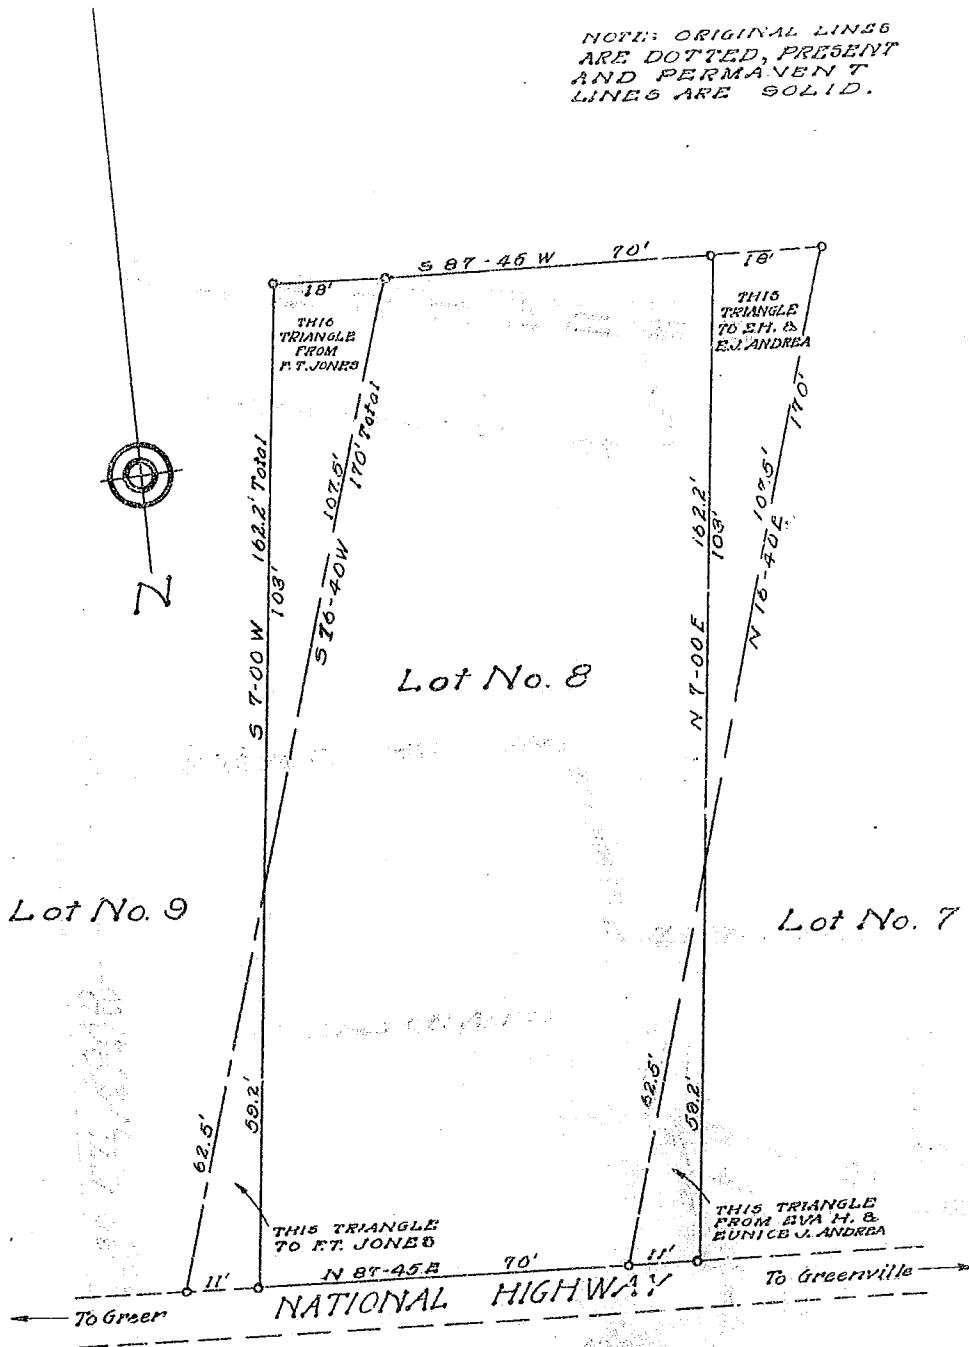 NOTE: ORIGINAL LINES
ARE DOTTED, PRESENT
AND PERMANENT
LINES ARE SOLID.
S 87-45 W 70'
18'
18'
THIS
TRIANGLE
FROM
F.T. JONES
THIS
TRIANGLE
TO E.H. &
E.J. ANDREA
S 7-00 W 162.2' Total
103'
S 16-40 W 107.5'
170' Total
N 7-00 E 162.2'
103'
N 16-40 E 107.5'
170'
Z
Lot No. 8
Lot No. 9
Lot No. 7
62.5'
59.2'
62.5'
59.2'
THIS TRIANGLE
TO F.T. JONES
THIS TRIANGLE
FROM EVA H. &
EUNICE J. ANDREA
11'
N 87-45 E 70'
11'
To Greer
NATIONAL HIGHWAY
To Greenville